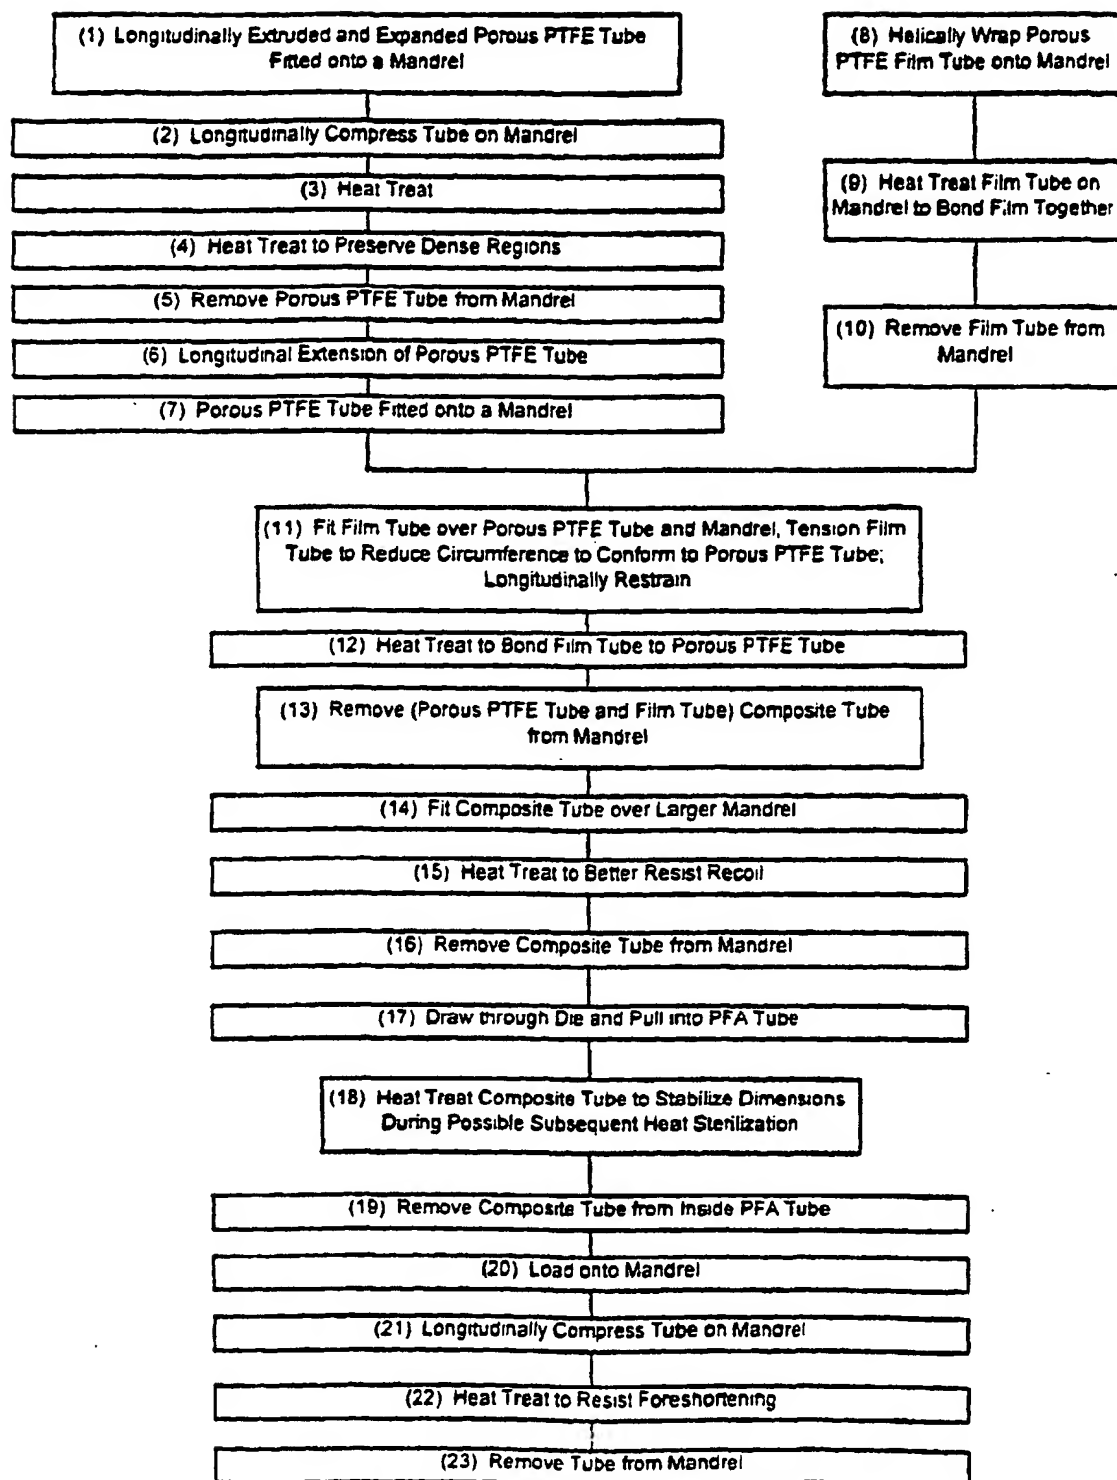 (1) Longitudinally Extruded and Expanded Porous PTFE Tube
Fitted onto a Mandrel
(2) Longitudinally Compress Tube on Mandrel
(3) Heat Treat
(4) Heat Treat to Preserve Dense Regions
(5) Remove Porous PTFE Tube from Mandrel
(6) Longitudinal Extension of Porous PTFE Tube
(7) Porous PTFE Tube Fitted onto a Mandrel
(8) Helically Wrap Porous
PTFE Film Tube onto Mandrel
(9) Heat Treat Film Tube on
Mandrel to Bond Film Together
(10) Remove Film Tube from
Mandrel
(11) Fit Film Tube over Porous PTFE Tube and Mandrel, Tension Film
Tube to Reduce Circumference to Conform to Porous PTFE Tube;
Longitudinally Restrain
(12) Heat Treat to Bond Film Tube to Porous PTFE Tube
(13) Remove (Porous PTFE Tube and Film Tube) Composite Tube
from Mandrel
(14) Fit Composite Tube over Larger Mandrel
(15) Heat Treat to Better Resist Recoil
(16) Remove Composite Tube from Mandrel
(17) Draw through Die and Pull into PFA Tube
(18) Heat Treat Composite Tube to Stabilize Dimensions
During Possible Subsequent Heat Sterilization
(19) Remove Composite Tube from Inside PFA Tube
(20) Load onto Mandrel
(21) Longitudinally Compress Tube on Mandrel
(22) Heat Treat to Resist Foreshortening
(23) Remove Tube from Mandrel